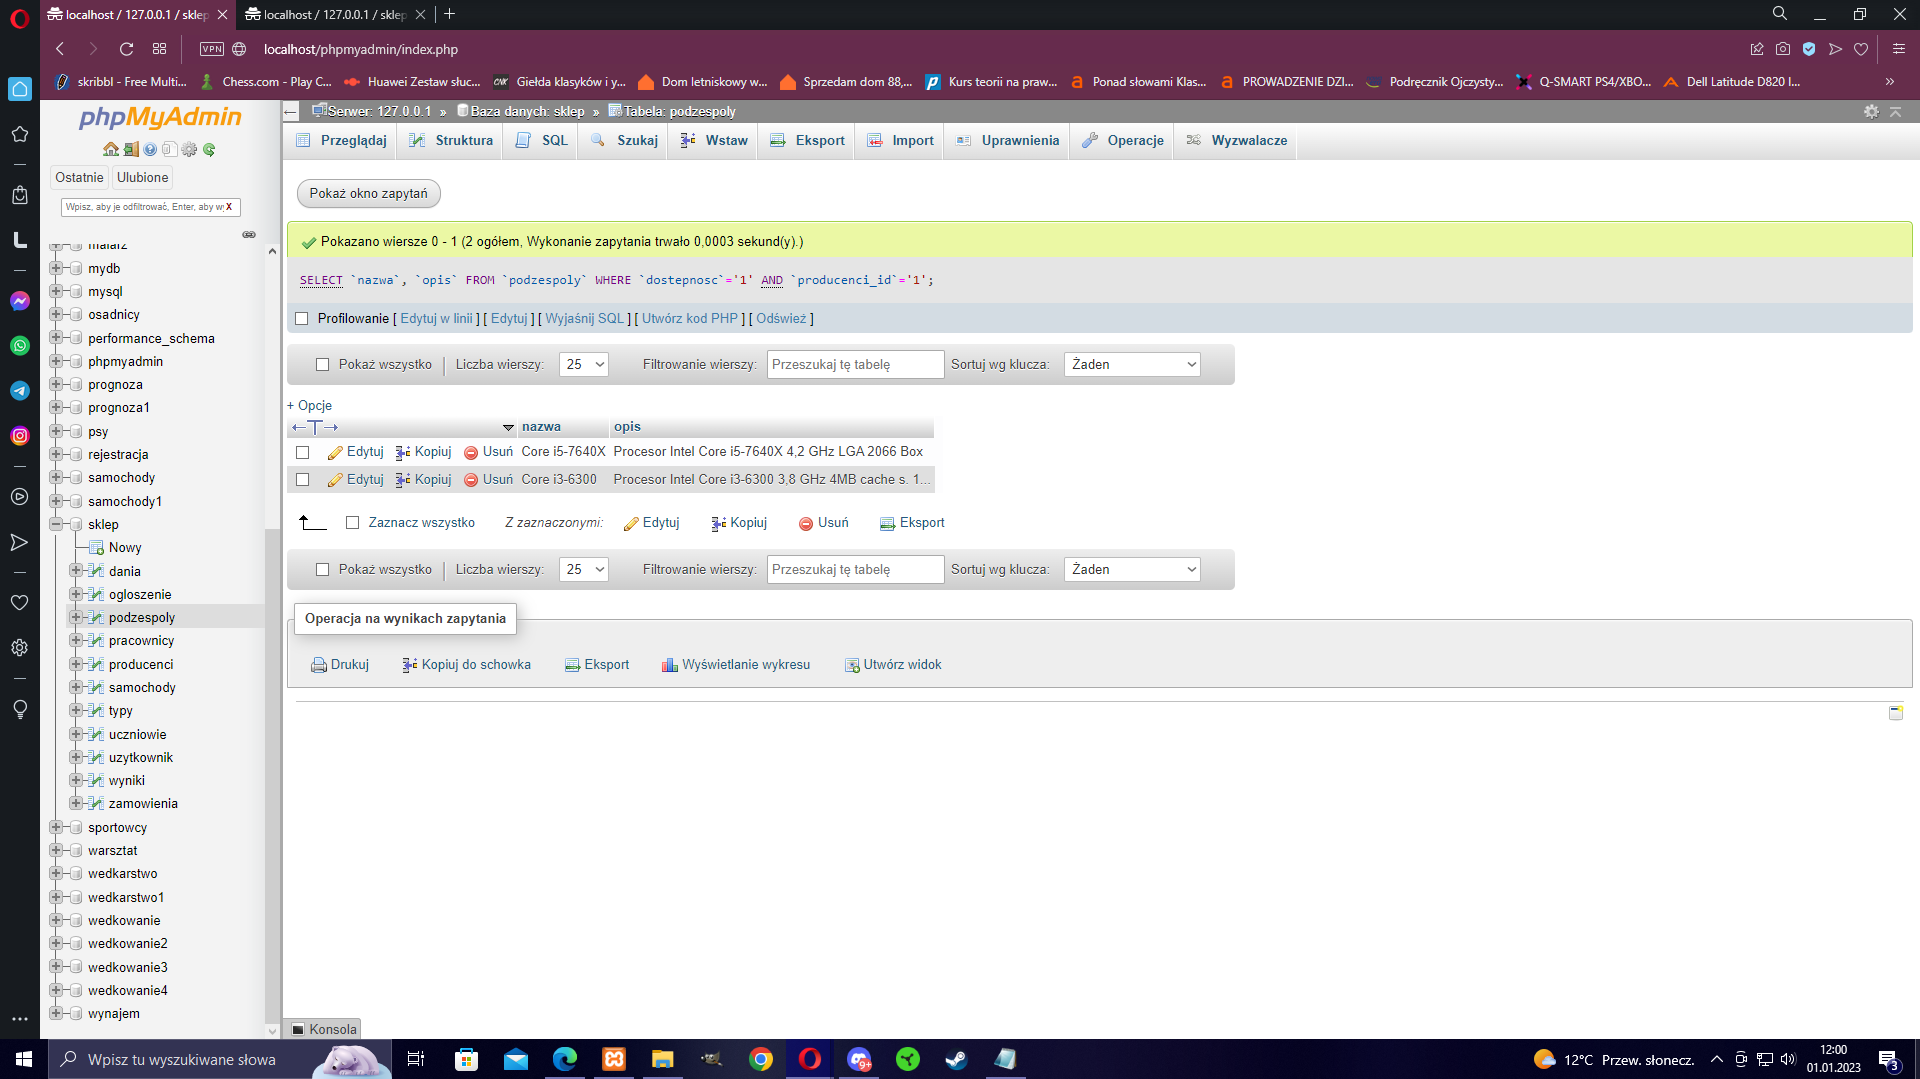 localhost / 127.0.0.1 / sklep
localhost / 127.0.0.1 / sklep
VPN
localhost/phpmyadmin/index.php
skribbl - Free Multi...
Chess.com - Play C...
Huawei Zestaw słuc...
Giełda klasyków i y...
Dom letniskowy w...
Sprzedam dom 88,...
Kurs teorii na praw...
Ponad słowami Klas...
PROWADZENIE DZI...
Podręcznik Ojczysty...
Q-SMART PS4/XBO...
Dell Latitude D820 I...
phpMyAdmin
Ostatnie
Ulubione
Wpisz, aby je odfiltrować, Enter, aby wy
X
malarz
mydb
mysql
osadnicy
performance_schema
phpmyadmin
prognoza
prognoza1
psy
rejestracja
samochody
samochody1
sklep
Nowy
dania
ogloszenie
podzespoly
pracownicy
producenci
samochody
typy
uczniowie
uzytkownik
wyniki
zamowienia
sportowcy
warsztat
wedkarstwo
wedkarstwo1
wedkowanie
wedkowanie2
wedkowanie3
wedkowanie4
wynajem
Serwer: 127.0.0.1 » Baza danych: sklep » Tabela: podzespoly
Przeglądaj
Struktura
SQL
Szukaj
Wstaw
Eksport
Import
Uprawnienia
Operacje
Wyzwalacze
Pokaż okno zapytań
Pokazano wiersze 0 - 1 (2 ogółem, Wykonanie zapytania trwało 0,0003 sekund(y).)
SELECT `nazwa`, `opis` FROM `podzespoly` WHERE `dostepnosc`='1' AND `producenci_id`='1';
Profilowanie [ Edytuj w linii ] [ Edytuj ] [ Wyjaśnij SQL ] [ Utwórz kod PHP ] [ Odśwież ]
Pokaż wszystko
Liczba wierszy:
25
Filtrowanie wierszy:
Przeszukaj tę tabelę
Sortuj wg klucza:
Żaden
+ Opcje
←T→
nazwa
opis
Edytuj
Kopiuj
Usuń
Core i5-7640X
Procesor Intel Core i5-7640X 4,2 GHz LGA 2066 Box
Edytuj
Kopiuj
Usuń
Core i3-6300
Procesor Intel Core i3-6300 3,8 GHz 4MB cache s. 1...
Zaznacz wszystko
Z zaznaczonymi:
Edytuj
Kopiuj
Usuń
Eksport
Pokaż wszystko
Liczba wierszy:
25
Filtrowanie wierszy:
Przeszukaj tę tabelę
Sortuj wg klucza:
Żaden
Operacja na wynikach zapytania
Drukuj
Kopiuj do schowka
Eksport
Wyświetlanie wykresu
Utwórz widok
Konsola
Wpisz tu wyszukiwane słowa
9+
12°C Przew. słonecz.
12:00
01.01.2023
3